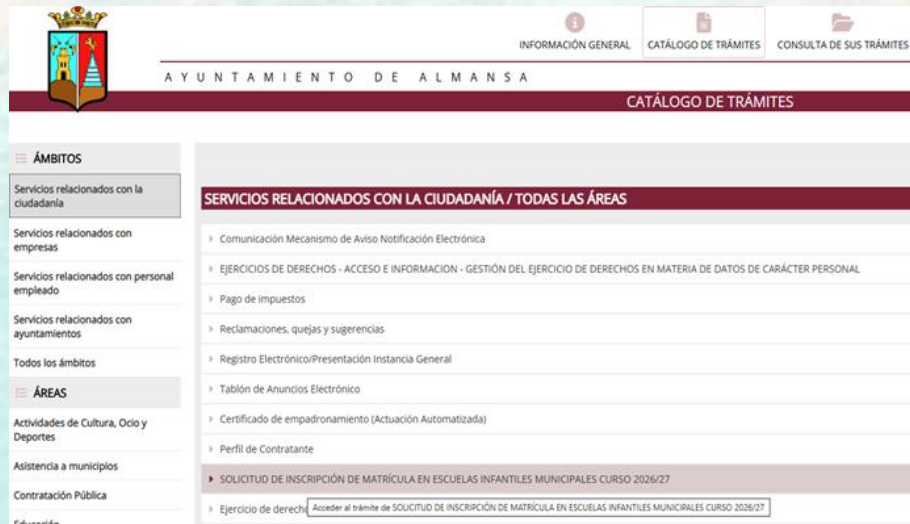 INFORMACIÓN GENERAL
CATÁLOGO DE TRÁMITES
CONSULTA DE SUS TRÁMITES
AYUNTAMIENTO DE ALMANSA
CATÁLOGO DE TRÁMITES
ÁMBITOS
Servicios relacionados con la
ciudadanía
Servicios relacionados con
empresas
Servicios relacionados con personal
empleado
Servicios relacionados con
ayuntamientos
Todos los ámbitos
ÁREAS
Actividades de Cultura, Ocio y
Deportes
Asistencia a municipios
Contratación Pública
Educación
SERVICIOS RELACIONADOS CON LA CIUDADANÍA / TODAS LAS ÁREAS
Comunicación Mecanismo de Aviso Notificación Electrónica
EJERCICIOS DE DERECHOS - ACCESO E INFORMACION - GESTIÓN DEL EJERCICIO DE DERECHOS EN MATERIA DE DATOS DE CARÁCTER PERSONAL
Pago de impuestos
Reclamaciones, quejas y sugerencias
Registro Electrónico/Presentación Instancia General
Tablón de Anuncios Electrónico
Certificado de empadronamiento (Actuación Automatizada)
Perfil de Contratante
SOLICITUD DE INSCRIPCIÓN DE MATRÍCULA EN ESCUELAS INFANTILES MUNICIPALES CURSO 2026/27
Ejercicio de derecho
Acceder al trámite de SOLICITUD DE INSCRIPCIÓN DE MATRÍCULA EN ESCUELAS INFANTILES MUNICIPALES CURSO 2026/27